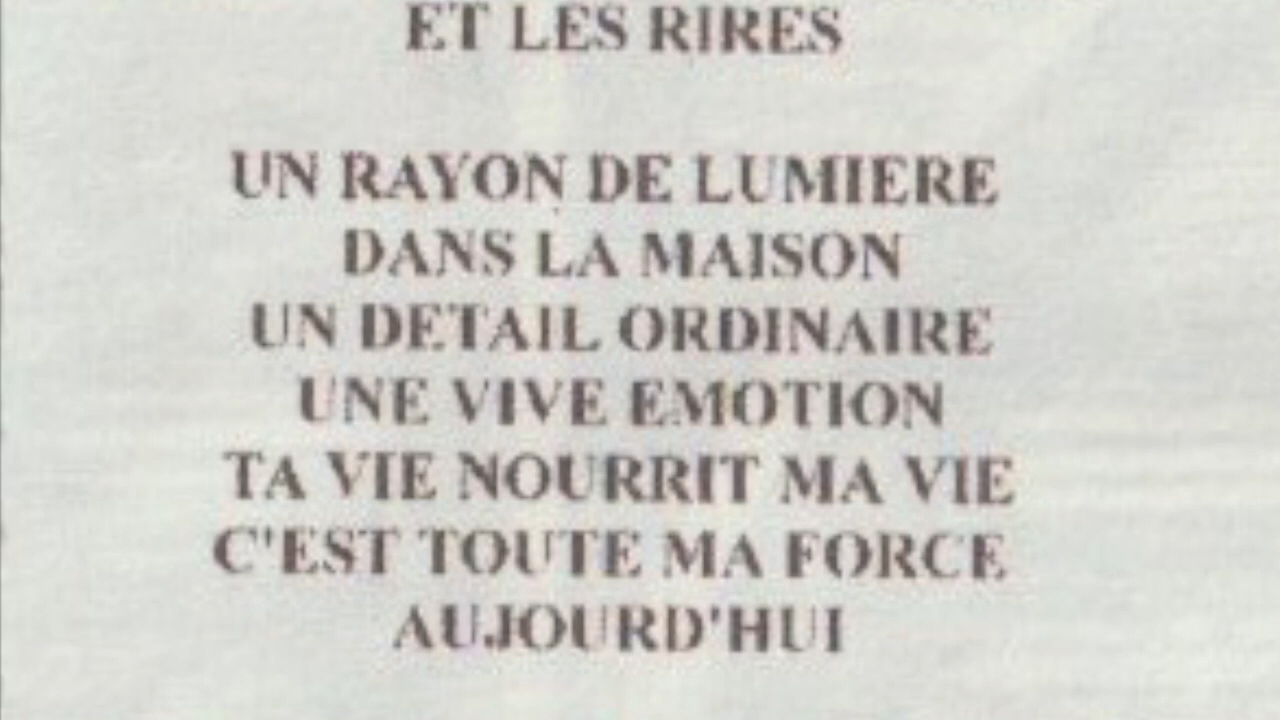 ET LES RIRES
UN RAYON DE LUMIERE
DANS LA MAISON
UN DETAIL ORDINAIRE
UNE VIVE EMOTION
TA VIE NOURRIT MA VIE
C'EST TOUTE MA FORCE
AUJOURD'HUI